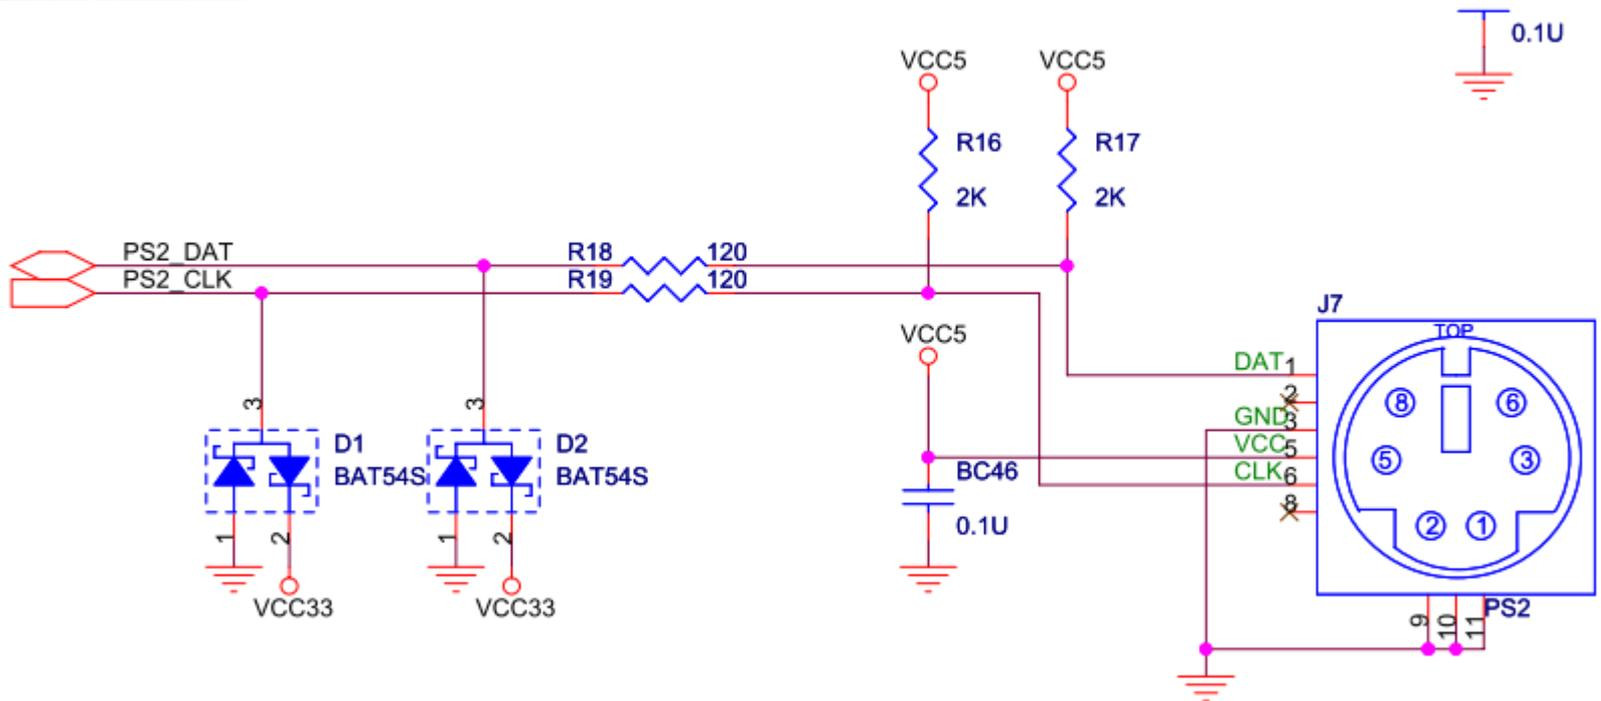 0.1U
VCC5 VCC5
R16 R17
2K 2K
PS2_DAT R18 120
PS2_CLK R19 120
J7
VCC5
TOP
DAT 1
2
GND 3
VCC 5
CLK 6
8
8 6
5 3
2 1
3 3
D1 D2
BAT54S BAT54S
BC46
0.1U
1 2 1 2
VCC33 VCC33
9 10 11 PS2